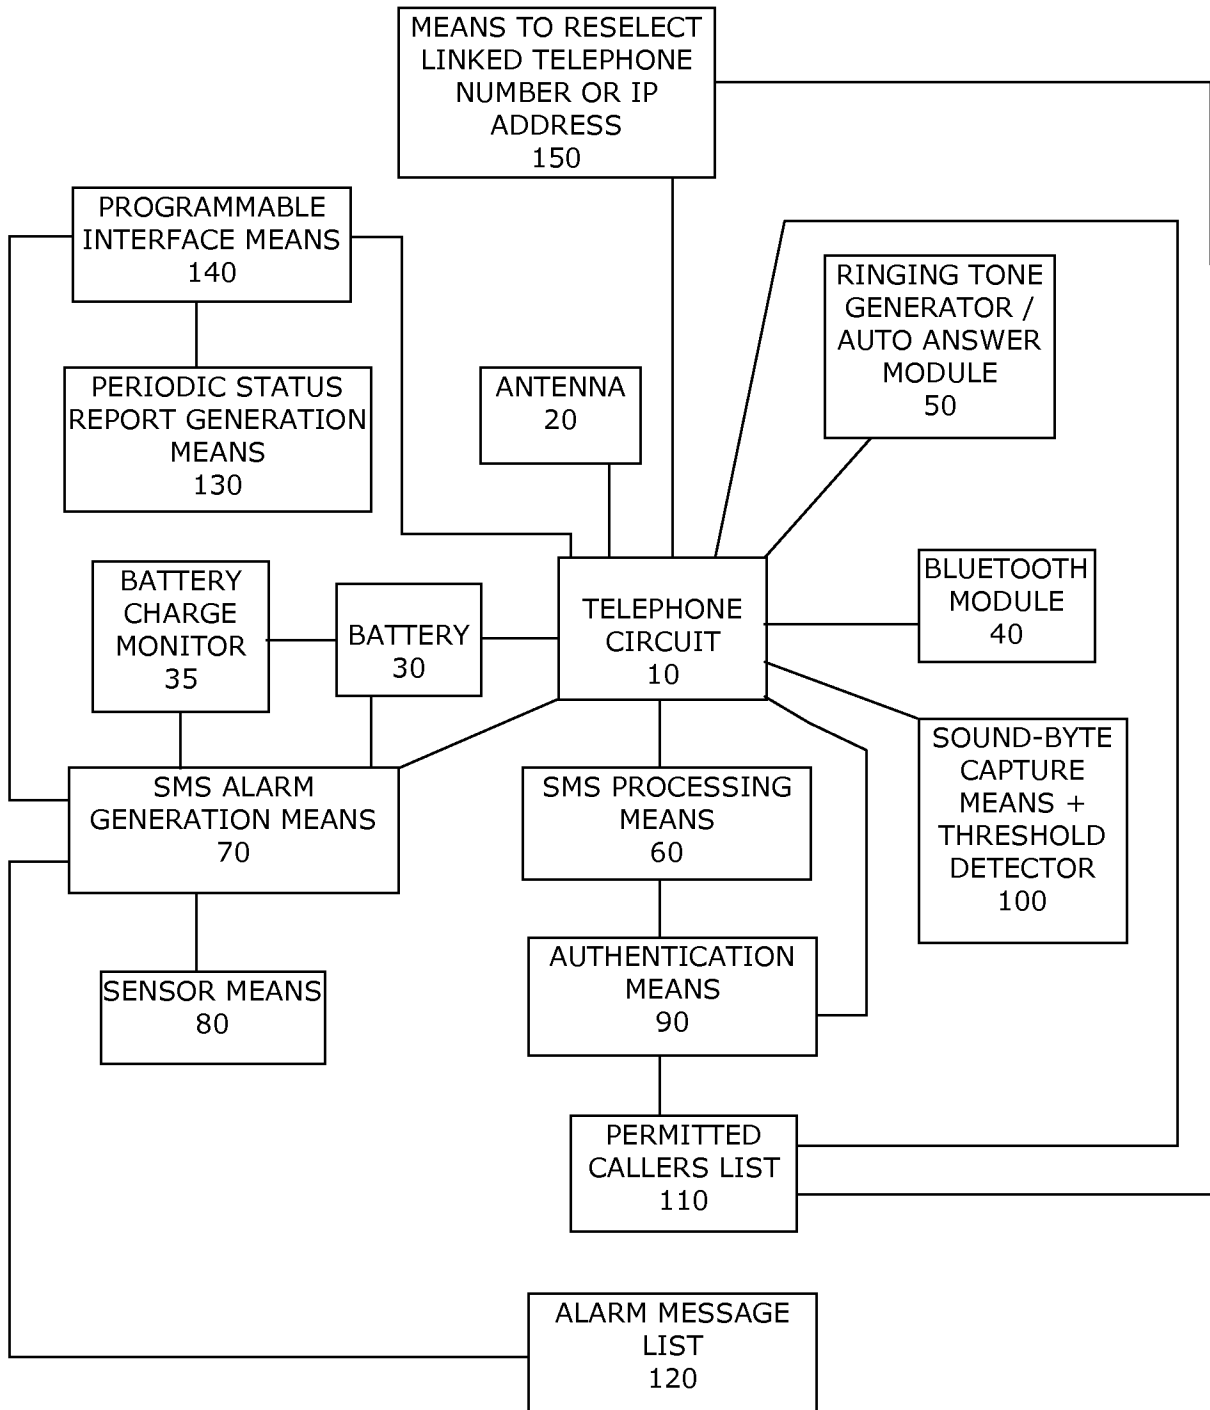 MEANS TO RESELECT
LINKED TELEPHONE
NUMBER OR IP
ADDRESS
150
PROGRAMMABLE
INTERFACE MEANS
140
RINGING TONE
GENERATOR /
AUTO ANSWER
MODULE
50
PERIODIC STATUS
REPORT GENERATION
MEANS
130
ANTENNA
20
BATTERY
CHARGE
MONITOR
35
BATTERY
30
TELEPHONE
CIRCUIT
10
BLUETOOTH
MODULE
40
SMS ALARM
GENERATION MEANS
70
SMS PROCESSING
MEANS
60
SOUND-BYTE
CAPTURE
MEANS +
THRESHOLD
DETECTOR
100
SENSOR MEANS
80
AUTHENTICATION
MEANS
90
PERMITTED
CALLERS LIST
110
ALARM MESSAGE
LIST
120